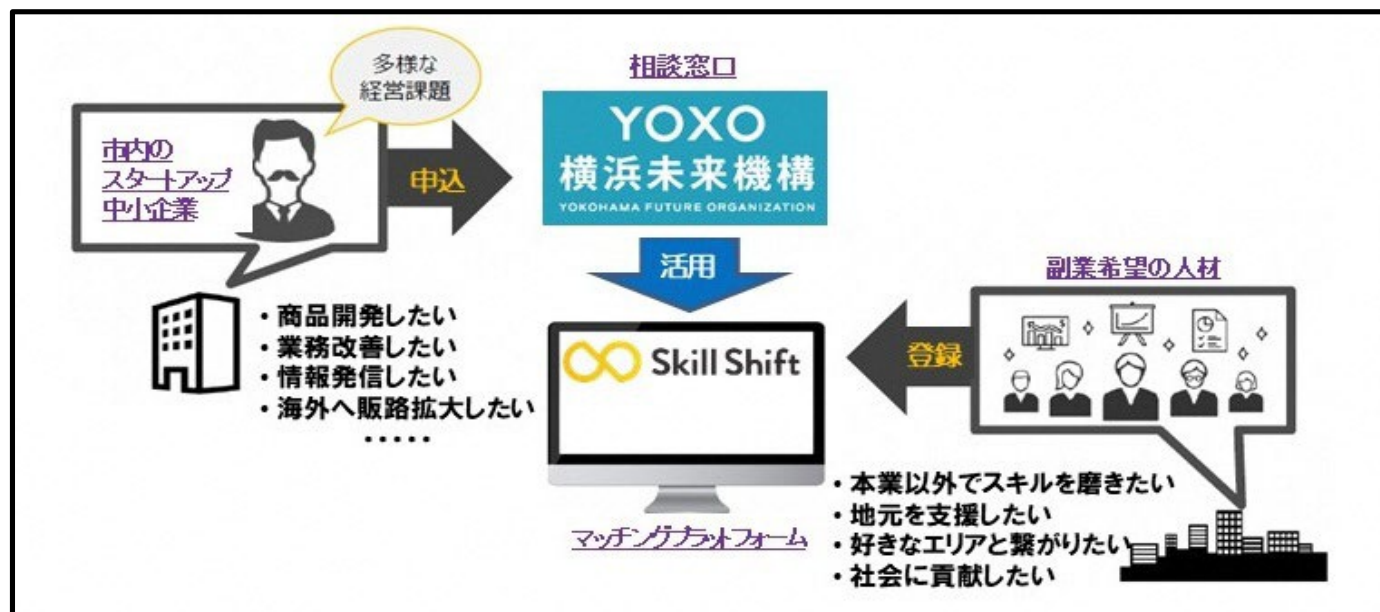 多様な
経営課題
市内の
スタートアップ
中小企業
申込
相談窓口
YOXO
横浜未来機構
YOKOHAMA FUTURE ORGANIZATION
活用
・商品開発したい
・業務改善したい
・情報発信したい
・海外へ販路拡大したい
・・・・・
Skill Shift
マッチングプラットフォーム
副業希望の人材
登録
・本業以外でスキルを磨きたい
・地元を支援したい
・好きなエリアと繋がりたい
・社会に貢献したい